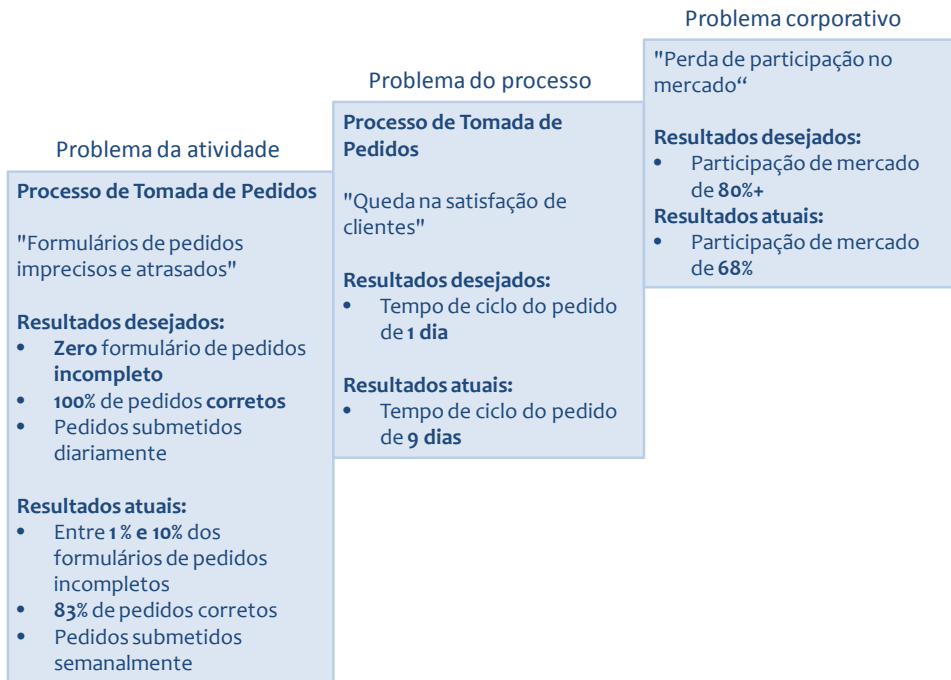 Problema corporativo
"Perda de participação no
mercado“
Resultados desejados:
• Participação de mercado
de 80%+
Resultados atuais:
• Participação de mercado
de 68%
Problema do processo
Processo de Tomada de
Pedidos
"Queda na satisfação de
clientes"
Resultados desejados:
• Tempo de ciclo do pedido
de 1 dia
Resultados atuais:
• Tempo de ciclo do pedido
de 9 dias
Problema da atividade
Processo de Tomada de Pedidos
"Formulários de pedidos
imprecisos e atrasados"
Resultados desejados:
• Zero formulário de pedidos
incompleto
• 100% de pedidos corretos
• Pedidos submetidos
diariamente
Resultados atuais:
• Entre 1 % e 10% dos
formulários de pedidos
incompletos
• 83% de pedidos corretos
• Pedidos submetidos
semanalmente